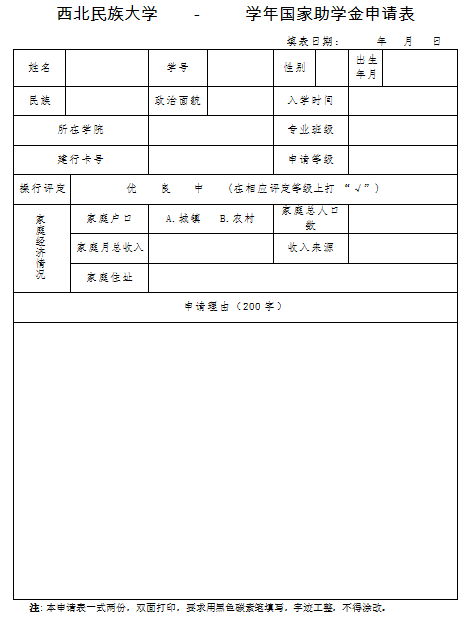 西北民族大学 - 学年国家助学金申请表
填表日期： 年 月 日
姓名 学号 性别 出生年月
民族 政治面貌 入学时间
所在学院 专业班级
建行卡号 申请等级
操行评定 优 良 中 (在相应评定等级上打“√”)
家庭经济情况
家庭户口 A.城镇 B.农村 家庭总人口数
家庭月总收入 收入来源
家庭住址
申请理由（200字）
注: 本申请表一式两份，双面打印，要求用黑色碳素笔填写，字迹工整，不得涂改。